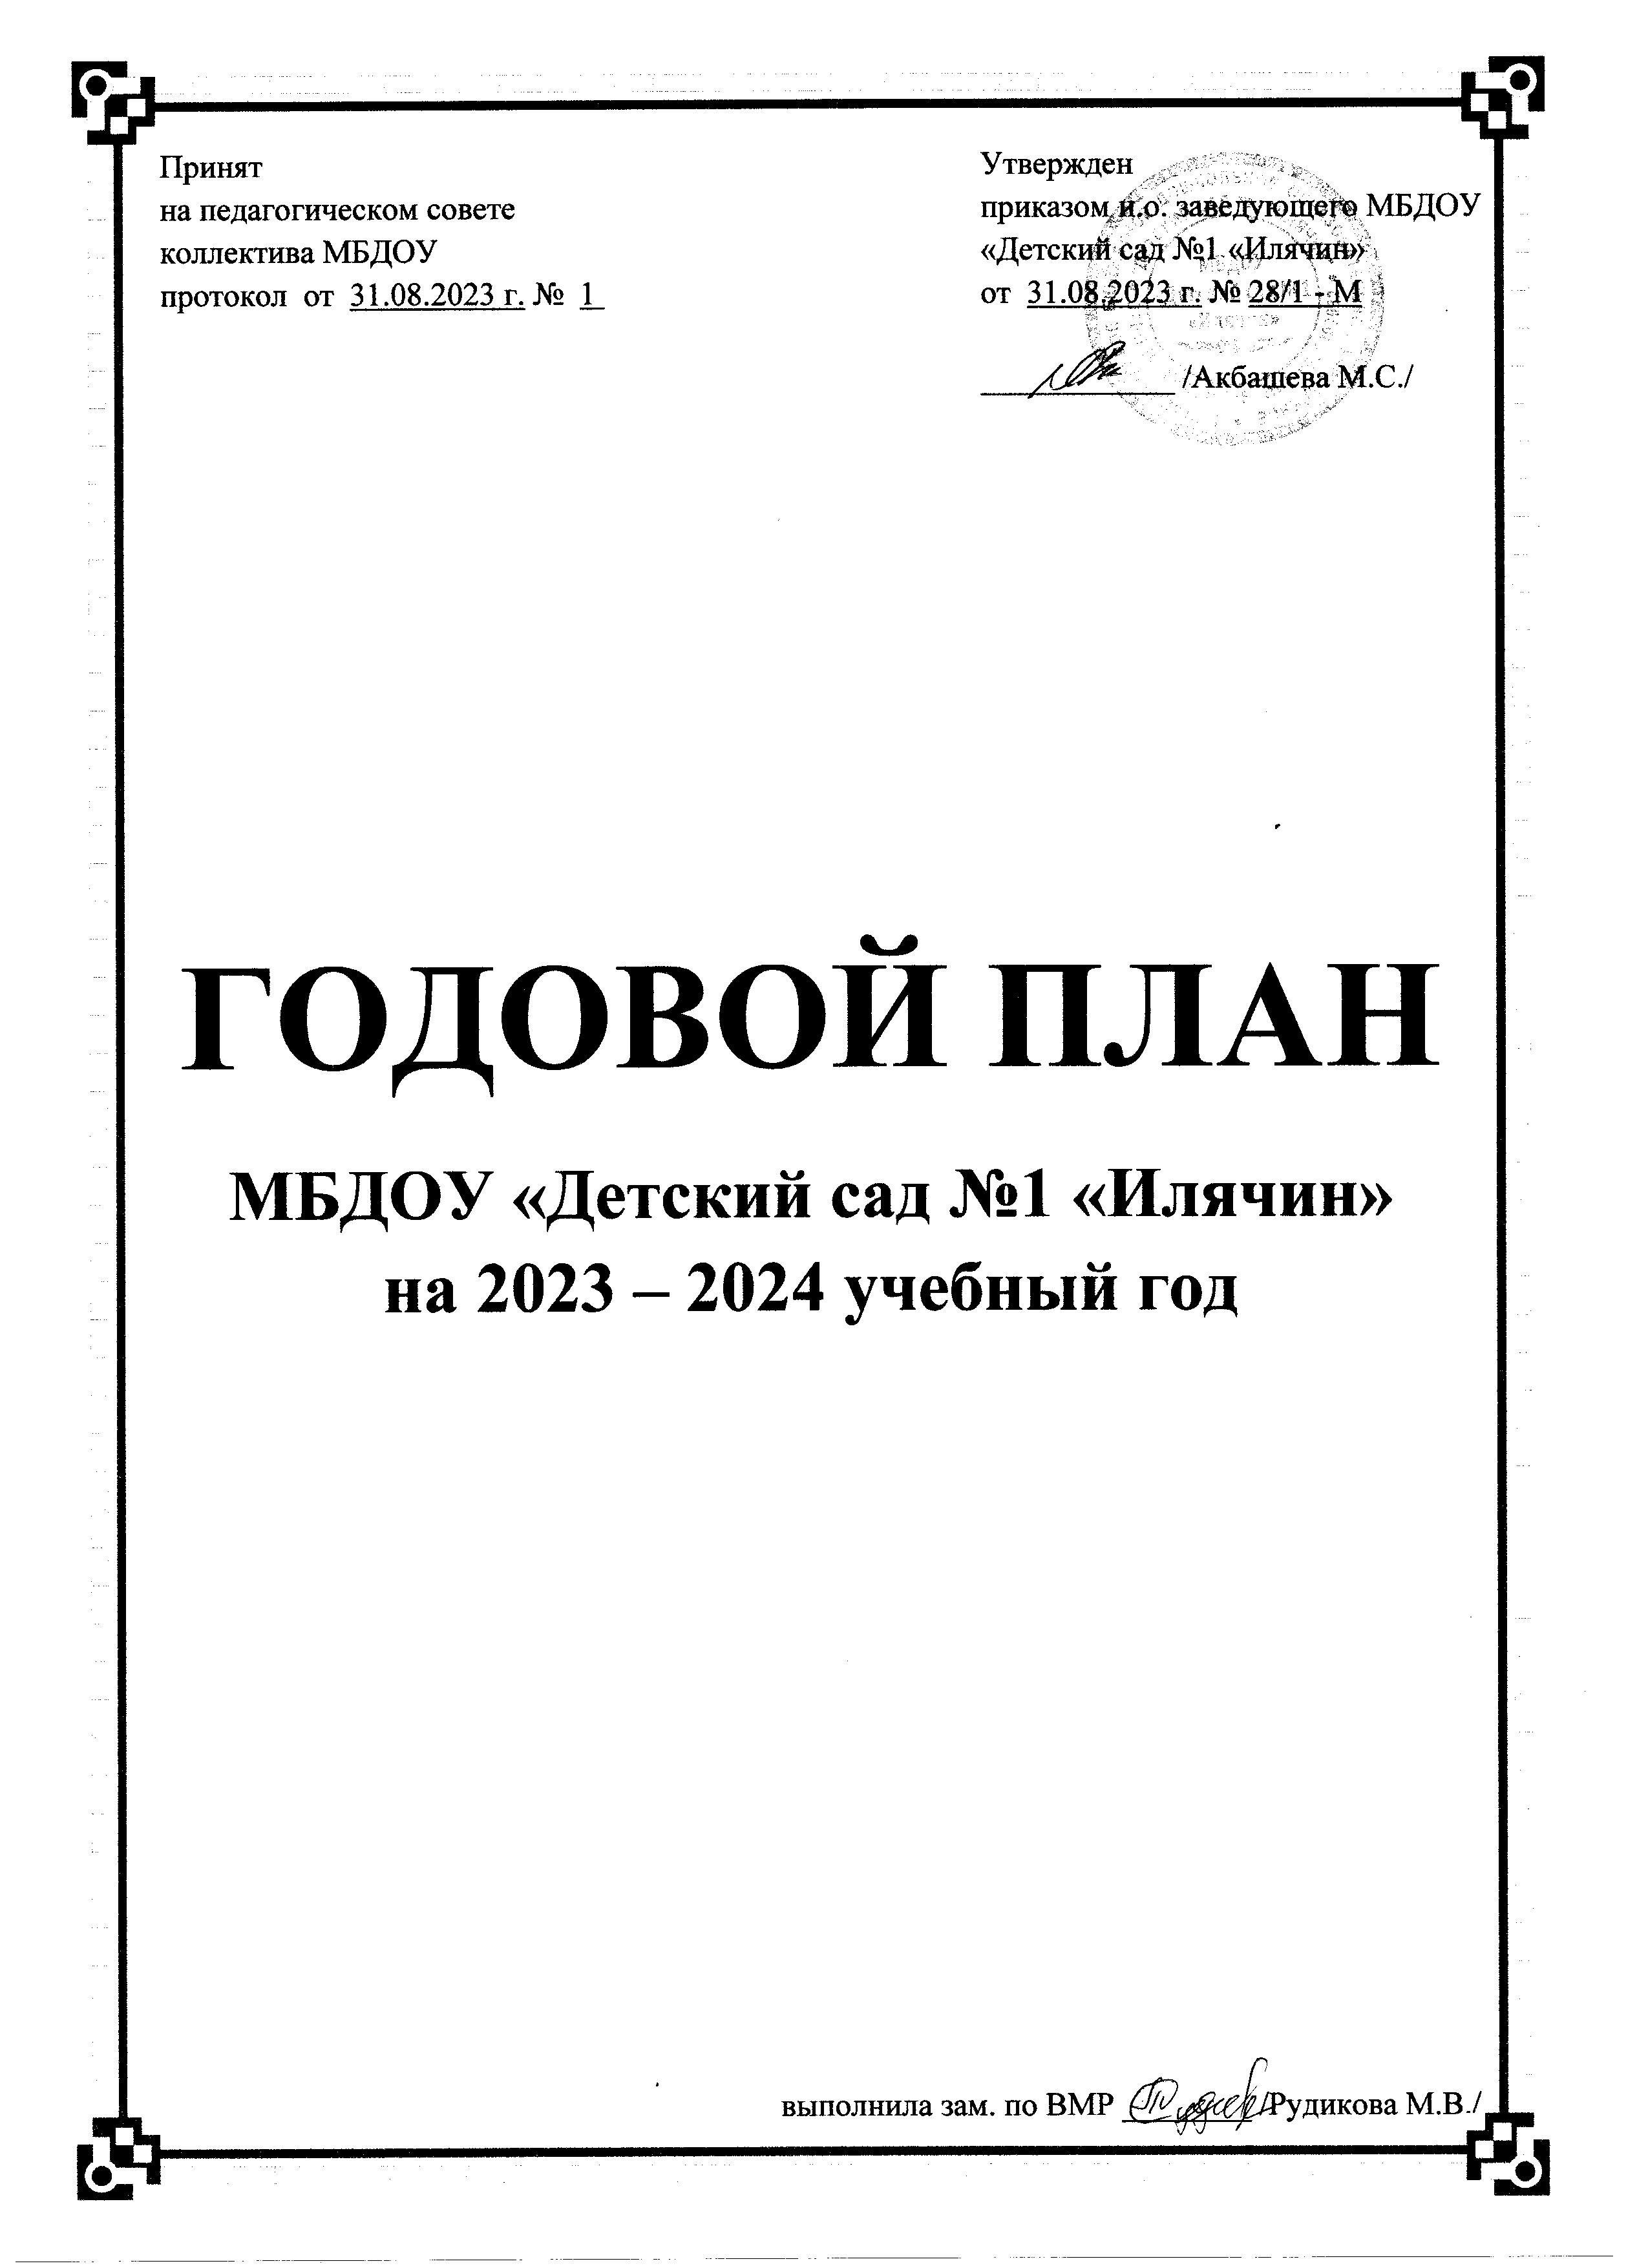 Принят
на педагогическом совете
коллектива МБДОУ
протокол от 31.08.2023 г. № 1
Утвержден
приказом и.о. заведующего МБДОУ
«Детский сад №1 «Илячин»
от 31.08.2023 г. № 28/1 - М
/Акбашева М.С./
ГОДОВОЙ ПЛАН
МБДОУ «Детский сад №1 «Илячин»
на 2023 – 2024 учебный год
выполнила зам. по ВМР /Рудикова М.В./